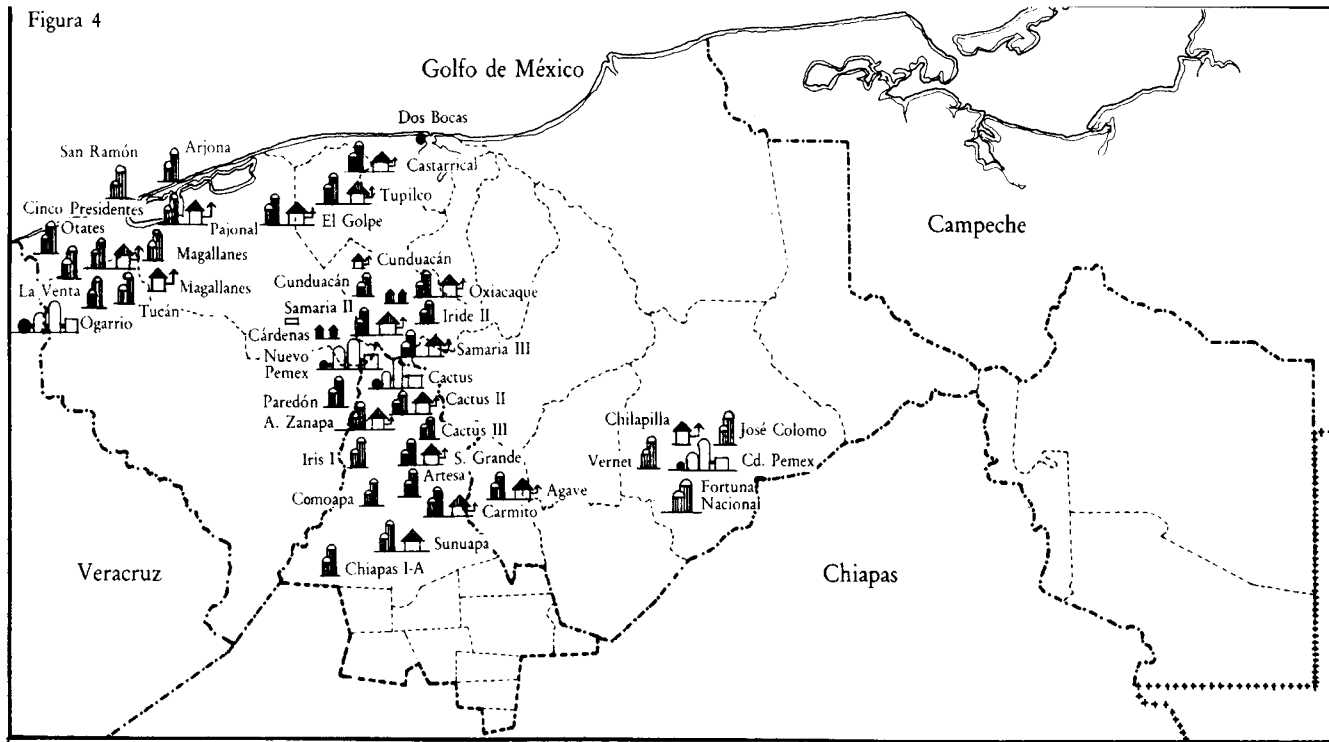 Figura 4
Golfo de México
Dos Bocas
San Ramón
Arjona
Castarrical
Tupilco
Cinco Presidentes
Pajonal
El Golpe
Otates
Campeche
Magallanes
Cunduacán
La Venta
Magallanes
Cunduacán
Oxiacaque
Tucán
Samaria II
Iride II
Ogarrio
Cárdenas
Samaria III
Nuevo
Pemex
Cactus
Paredón
Cactus II
A. Zanapa
Cactus III
Chilapilla
José Colomo
Iris I
S. Grande
Vernet
Cd. Pemex
Artesa
Comoapa
Agave
Fortuna
Nacional
Carmito
Sunuapa
Veracruz
Chiapas I-A
Chiapas